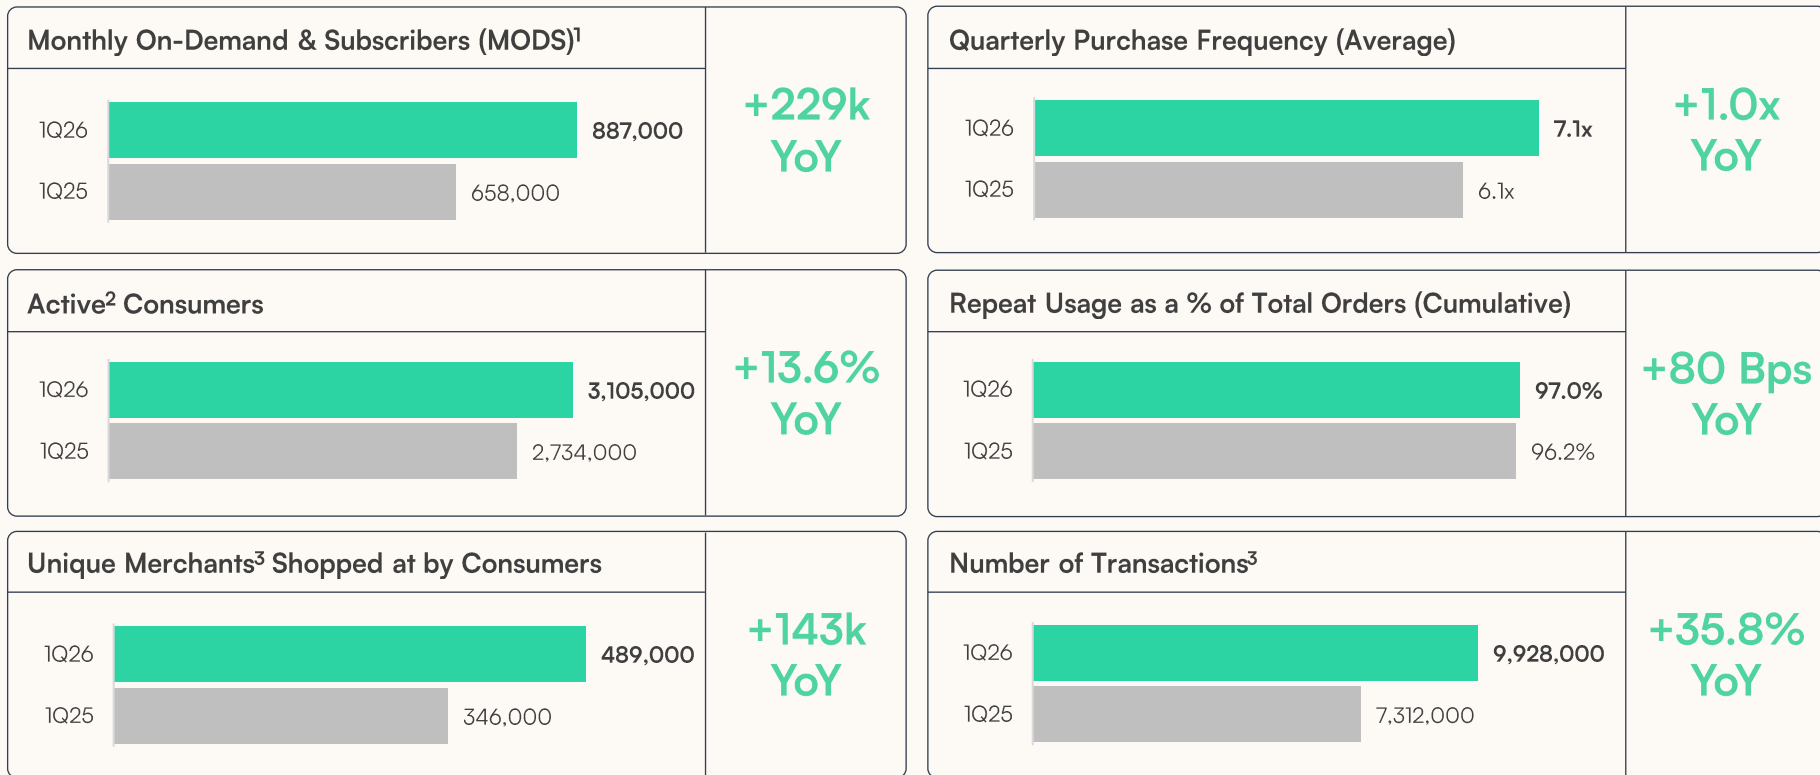 Monthly On-Demand & Subscribers (MODS)¹
1Q26
887,000
1Q25
658,000
+229k
YoY
Quarterly Purchase Frequency (Average)
1Q26
7.1x
1Q25
6.1x
+1.0x
YoY
Active² Consumers
1Q26
3,105,000
1Q25
2,734,000
+13.6%
YoY
Repeat Usage as a % of Total Orders (Cumulative)
1Q26
97.0%
1Q25
96.2%
+80 Bps
YoY
Unique Merchants³ Shopped at by Consumers
1Q26
489,000
1Q25
346,000
+143k
YoY
Number of Transactions³
1Q26
9,928,000
1Q25
7,312,000
+35.8%
YoY